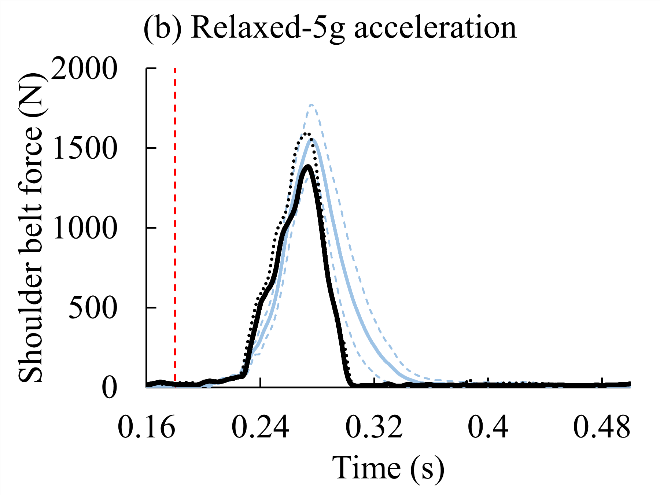 (b) Relaxed-5g acceleration
Shoulder belt force (N)
2000
1500
1000
500
0
0.16 0.24 0.32 0.4 0.48
Time (s)